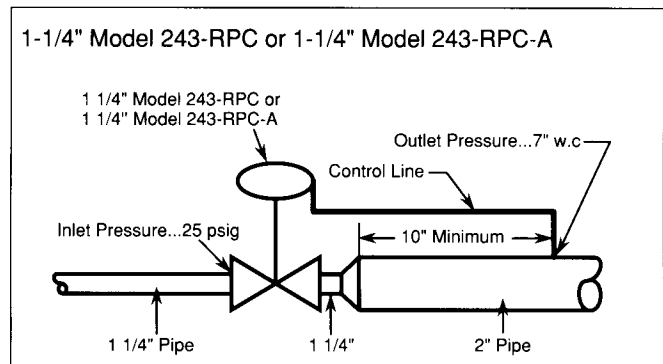 1-1/4" Model 243-RPC or 1-1/4" Model 243-RPC-A
1 1/4" Model 243-RPC or
1 1/4" Model 243-RPC-A
Outlet Pressure...7" w.c
Control Line
Inlet Pressure...25 psig
10" Minimum
1 1/4" Pipe
1 1/4"
2" Pipe